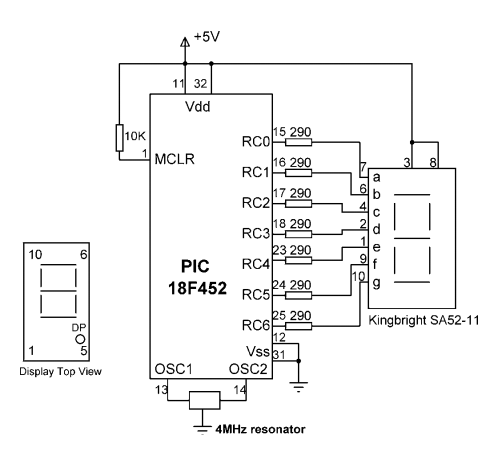 +5V
11 32
Vdd
10K
1 MCLR
RC0 15 290
RC1 16 290
RC2 17 290
RC3 18 290
RC4 23 290
RC5 24 290
RC6 25 290
PIC
18F452
12
Vss
31
OSC1 OSC2
13 14
4MHz resonator
3 8
7 a
6 b
4 c
2 d
1 e
9 f
10 g
Kingbright SA52-11
10 6
DP
1 5
Display Top View